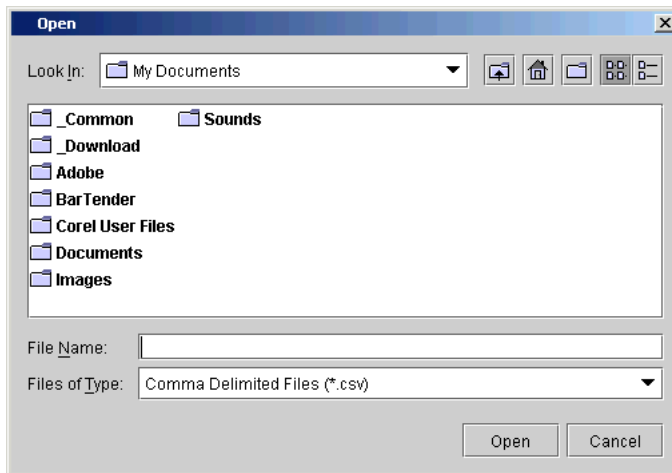 Open
Look In: My Documents
_Common
_Download
Adobe
BarTender
Corel User Files
Documents
Images
Sounds
File Name:
Files of Type: Comma Delimited Files (*.csv)
Open Cancel